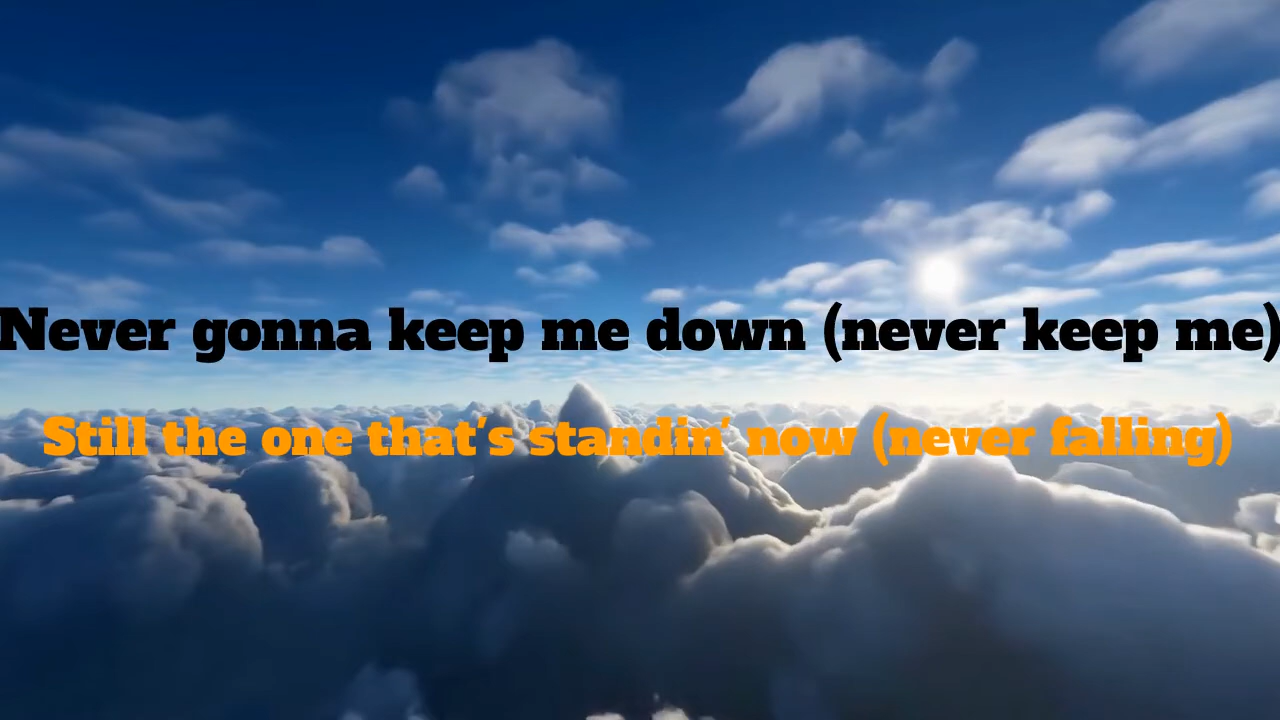 Never gonna keep me down (never keep me)
Still the one that's standin' now (never falling)